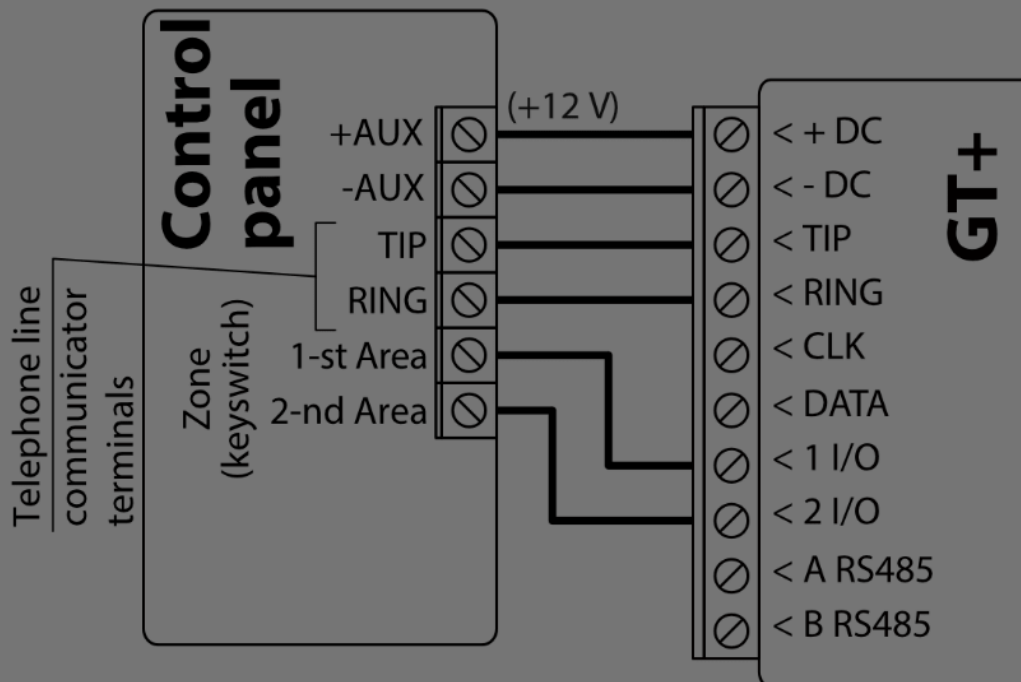 Control
panel
(+12 V)
+AUX
-AUX
TIP
RING
1-st Area
2-nd Area
Zone
(keyswitch)
Telephone line
communicator
terminals
GT+
< + DC
< - DC
< TIP
< RING
< CLK
< DATA
< 1 I/O
< 2 I/O
< A RS485
< B RS485